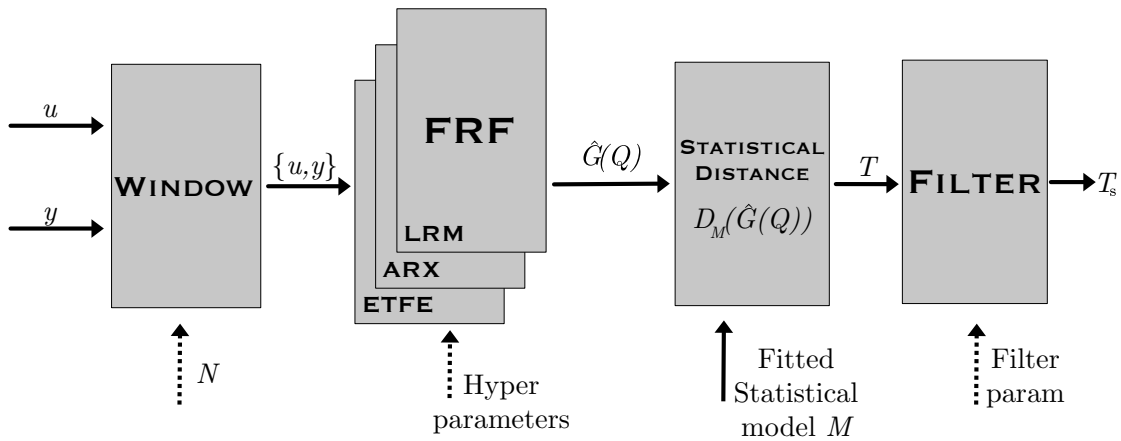 u
y
WINDOW
N
{u,y}
FRF
LRM
ARX
ETFE
Hyper
parameters
Ĝ(Q)
STATISTICAL
DISTANCE
D_M(Ĝ(Q))
Fitted
Statistical
model M
T
FILTER
Filter
param
T_s